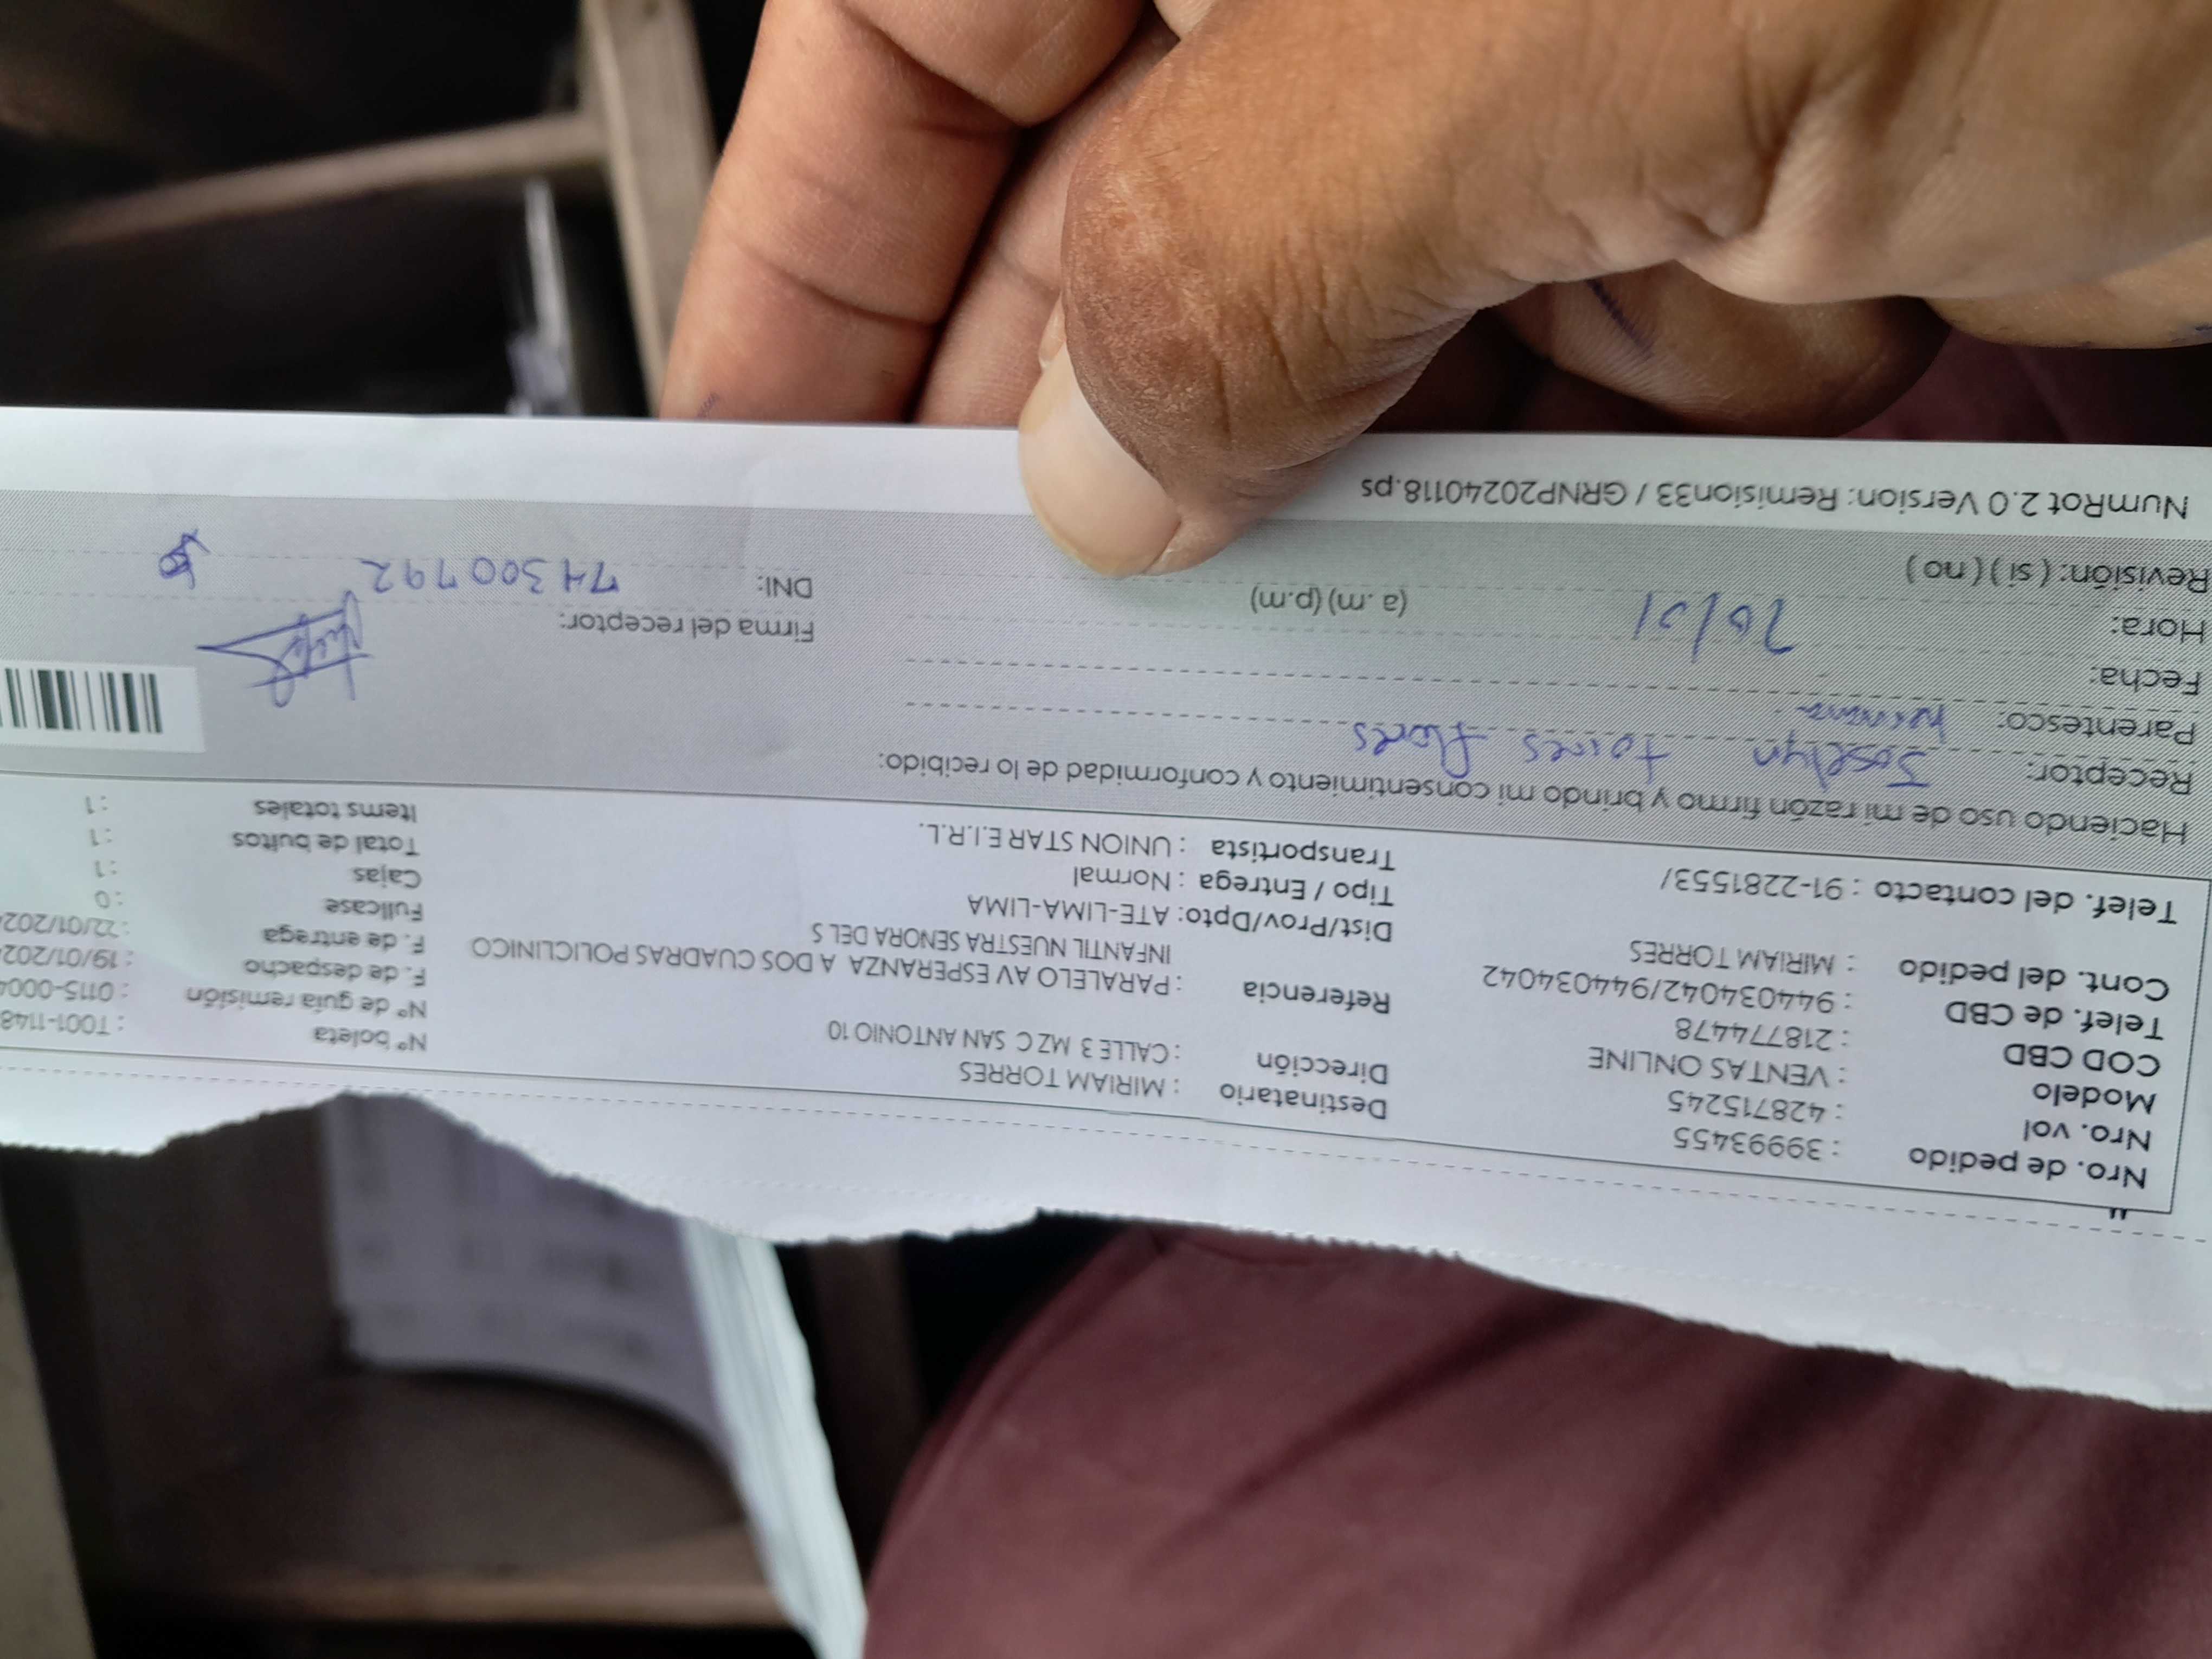 Nro. de pedido : 39993455
Nro. vol : 428715245
Modelo : VENTAS ONLINE
COD CBD : 218774478
Telef. de CBD : 944034042/944034042
Cont. del pedido : MIRIAM TORRES
Telef. del contacto : 91-2281553/
Destinatario : MIRIAM TORRES
Dirección : CALLE 3 MZ C SAN ANTONIO 10
Referencia : PARALELO AV ESPERANZA A DOS CUADRAS POLICLINICO
INFANTIL NUESTRA SENORA DEL S
Dist/Prov/Dpto: ATE-LIMA-LIMA
Tipo / Entrega : Normal
Transportista : UNION STAR E.I.R.L.
N° boleta : T001-1148
N° de guía remisión : 0115-000
F. de despacho : 19/01/202
F. de entrega : 22/01/202
Fullcase : 0
Cajas : 1
Total de bultos : 1
Items totales : 1
Haciendo uso de mi razón firmo y brindo mi consentimiento y conformidad de lo recibido:
Receptor: Joselyn torres flores
Parentesco: hermana
Fecha:
Hora: 20/01 (a. m) (p.m)
Revisión: ( si ) ( no )
Firma del receptor:
DNI: 74300792
NumRot 2.0 Version: Remision33 / GRNP20240118.ps